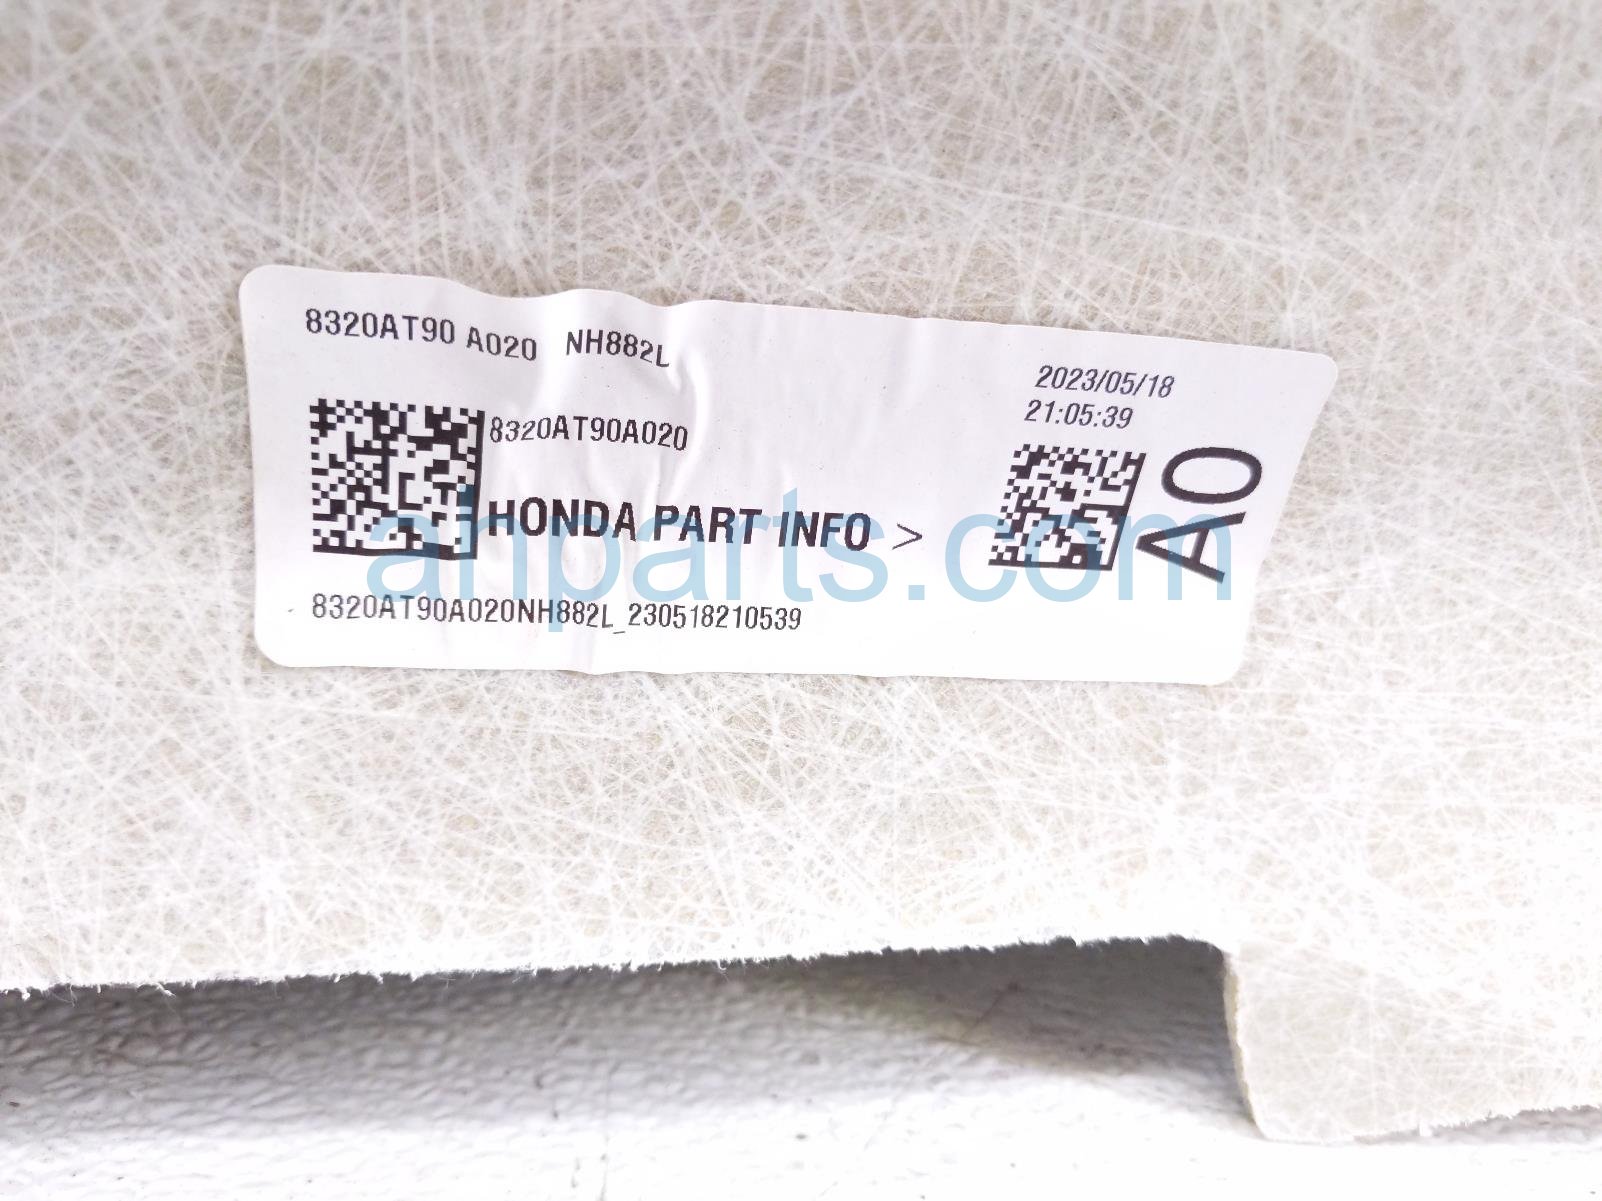 8320AT90 A020 NH882L
2023/05/18
21:05:39
8320AT90A020
HONDA PART INFO >
A0
8320AT90A020NH882L_230518210539
ahparts.com